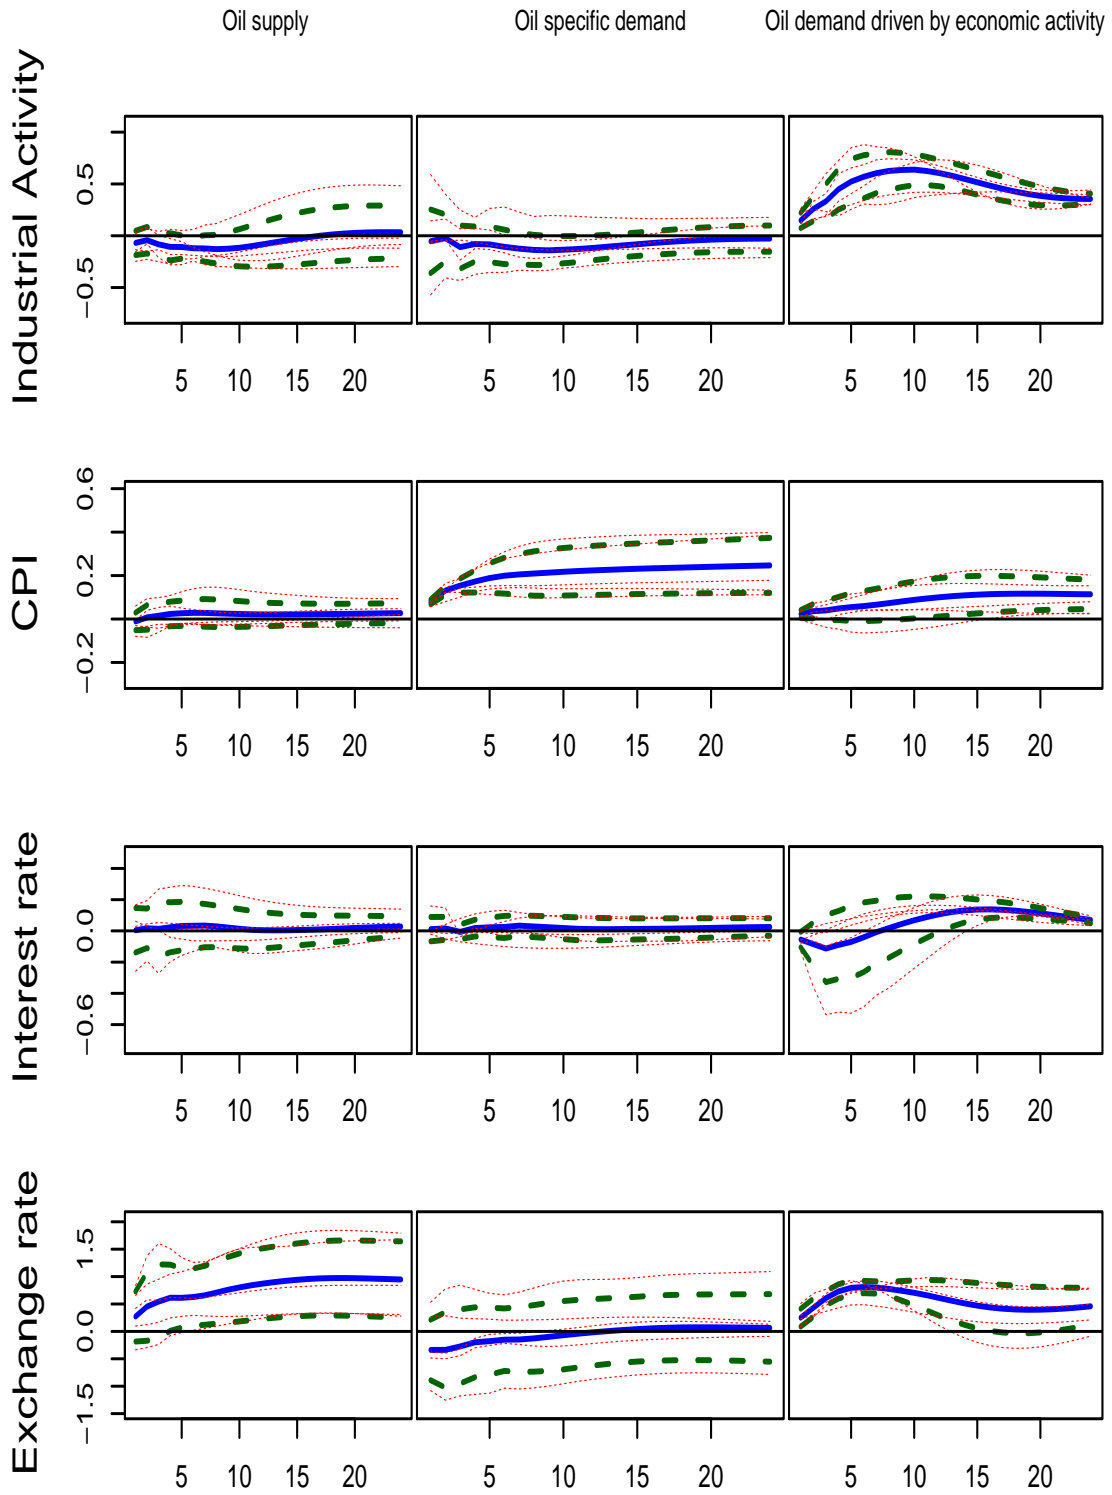 Oil supply Oil specific demand Oil demand driven by economic activity
Industrial Activity
0.5
−0.5
5 10 15 20 5 10 15 20 5 10 15 20
CPI
0.6
0.2
−0.2
5 10 15 20 5 10 15 20 5 10 15 20
Interest rate
0.0
−0.6
5 10 15 20 5 10 15 20 5 10 15 20
Exchange rate
1.5
0.0
−1.5
5 10 15 20 5 10 15 20 5 10 15 20